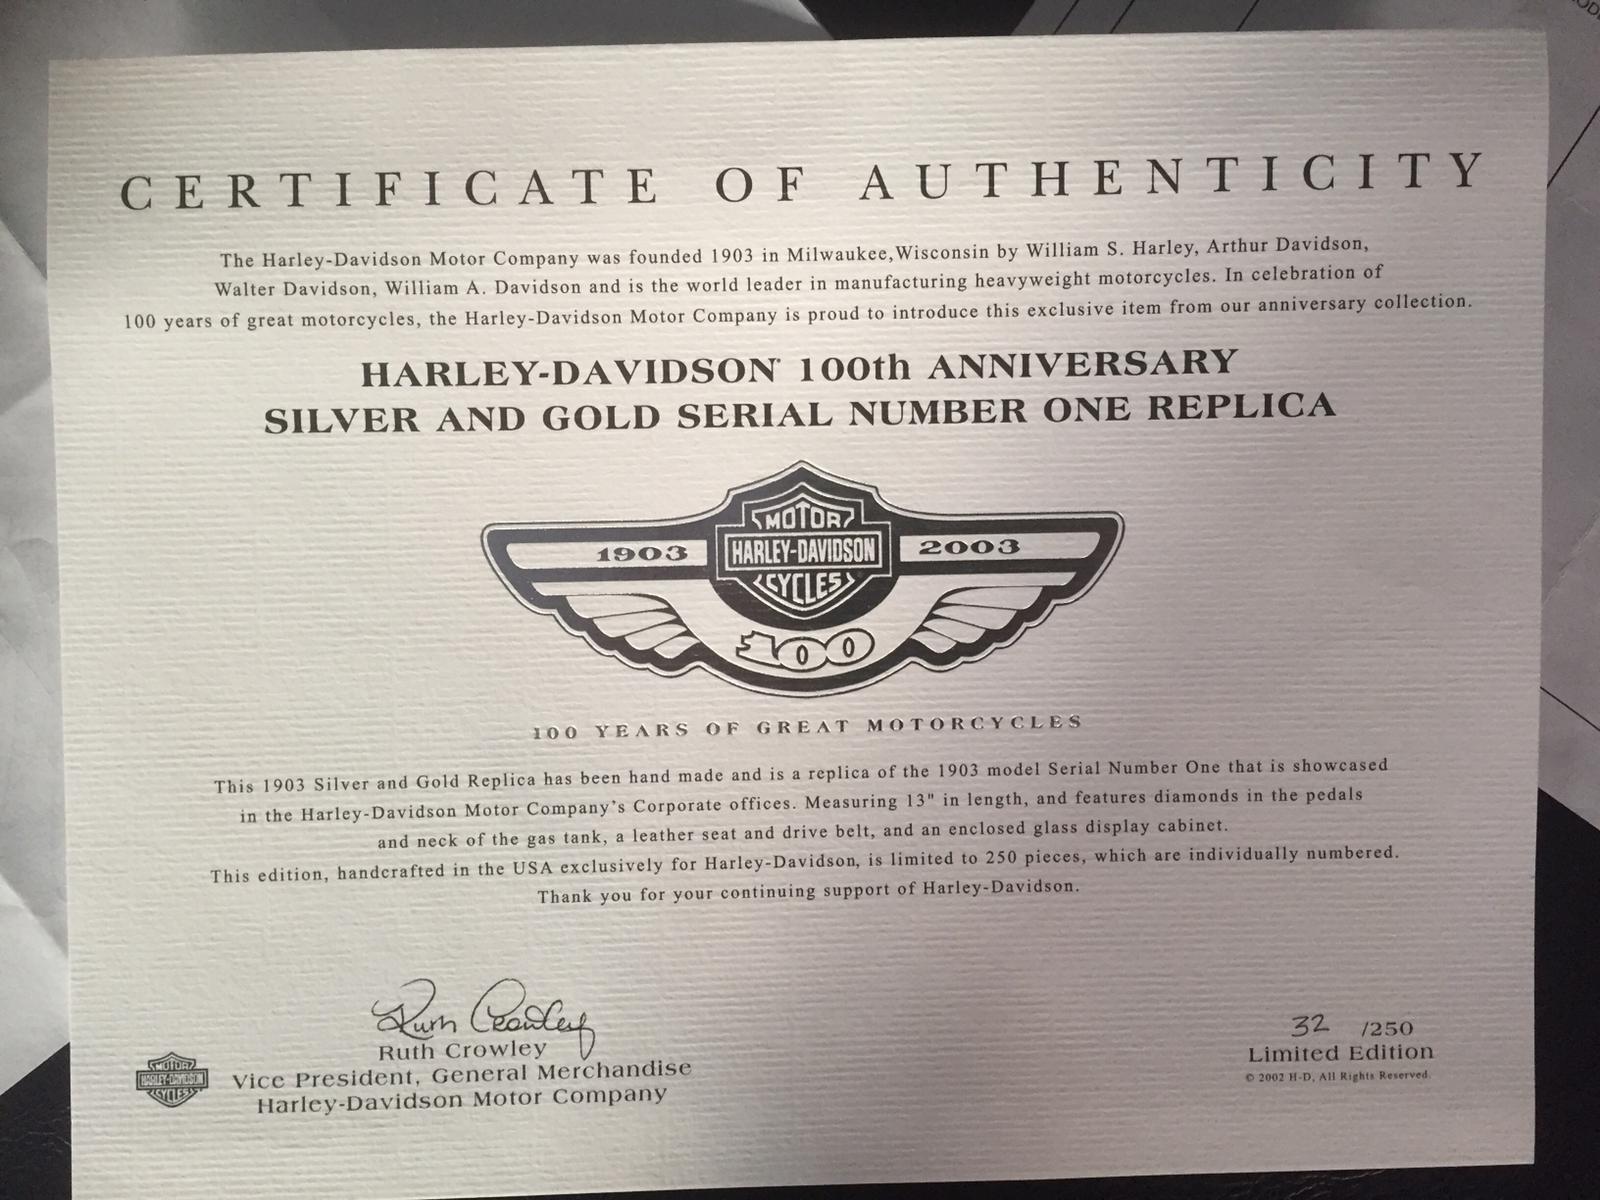 CERTIFICATE OF AUTHENTICITY
The Harley-Davidson Motor Company was founded 1903 in Milwaukee, Wisconsin by William S. Harley, Arthur Davidson,
Walter Davidson, William A. Davidson and is the world leader in manufacturing heavyweight motorcycles. In celebration of
100 years of great motorcycles, the Harley-Davidson Motor Company is proud to introduce this exclusive item from our anniversary collection.
HARLEY-DAVIDSON® 100th ANNIVERSARY
SILVER AND GOLD SERIAL NUMBER ONE REPLICA
MOTOR
1903 HARLEY-DAVIDSON 2003
CYCLES
100
100 YEARS OF GREAT MOTORCYCLES
This 1903 Silver and Gold Replica has been hand made and is a replica of the 1903 model Serial Number One that is showcased
in the Harley-Davidson Motor Company's Corporate offices. Measuring 13" in length, and features diamonds in the pedals
and neck of the gas tank, a leather seat and drive belt, and an enclosed glass display cabinet.
This edition, handcrafted in the USA exclusively for Harley-Davidson, is limited to 250 pieces, which are individually numbered.
Thank you for your continuing support of Harley-Davidson.
Ruth Crowley
Ruth Crowley
Vice President, General Merchandise
Harley-Davidson Motor Company
MOTOR
HARLEY-DAVIDSON
CYCLES
32 /250
Limited Edition
© 2002 H-D, All Rights Reserved.